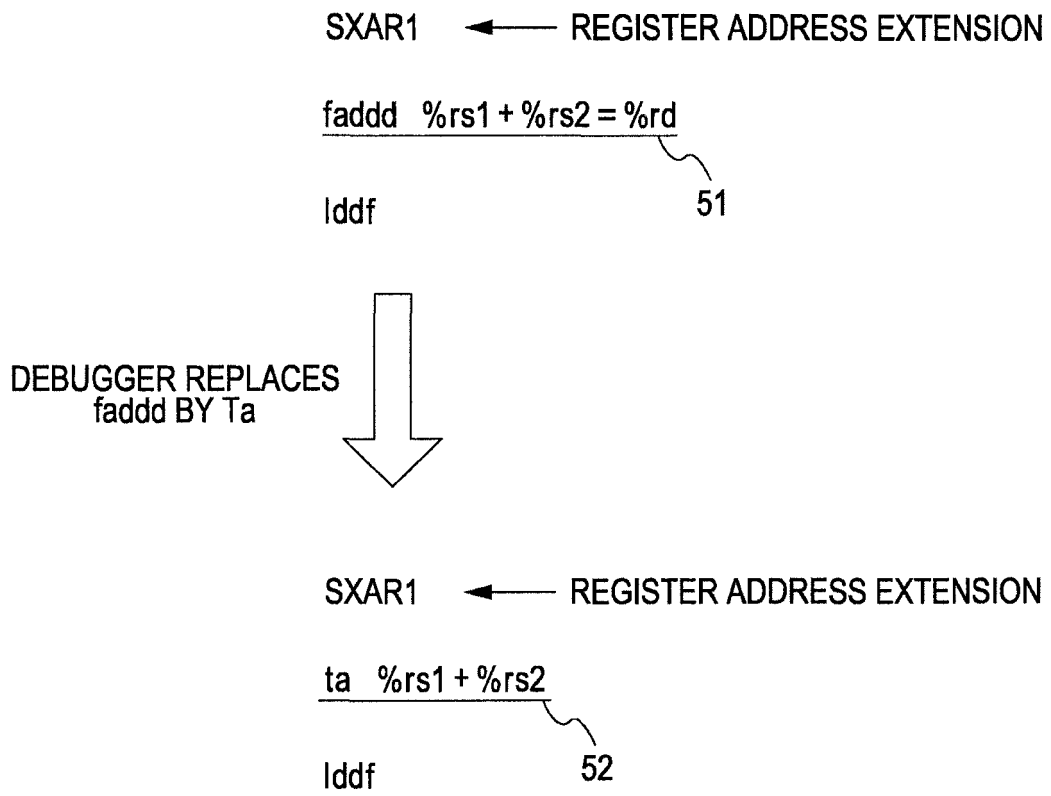 SXAR1 REGISTER ADDRESS EXTENSION
faddd %rs1 + %rs2 = %rd
51
lddf
DEBUGGER REPLACES
faddd BY Ta
SXAR1 REGISTER ADDRESS EXTENSION
ta %rs1 + %rs2
52
lddf